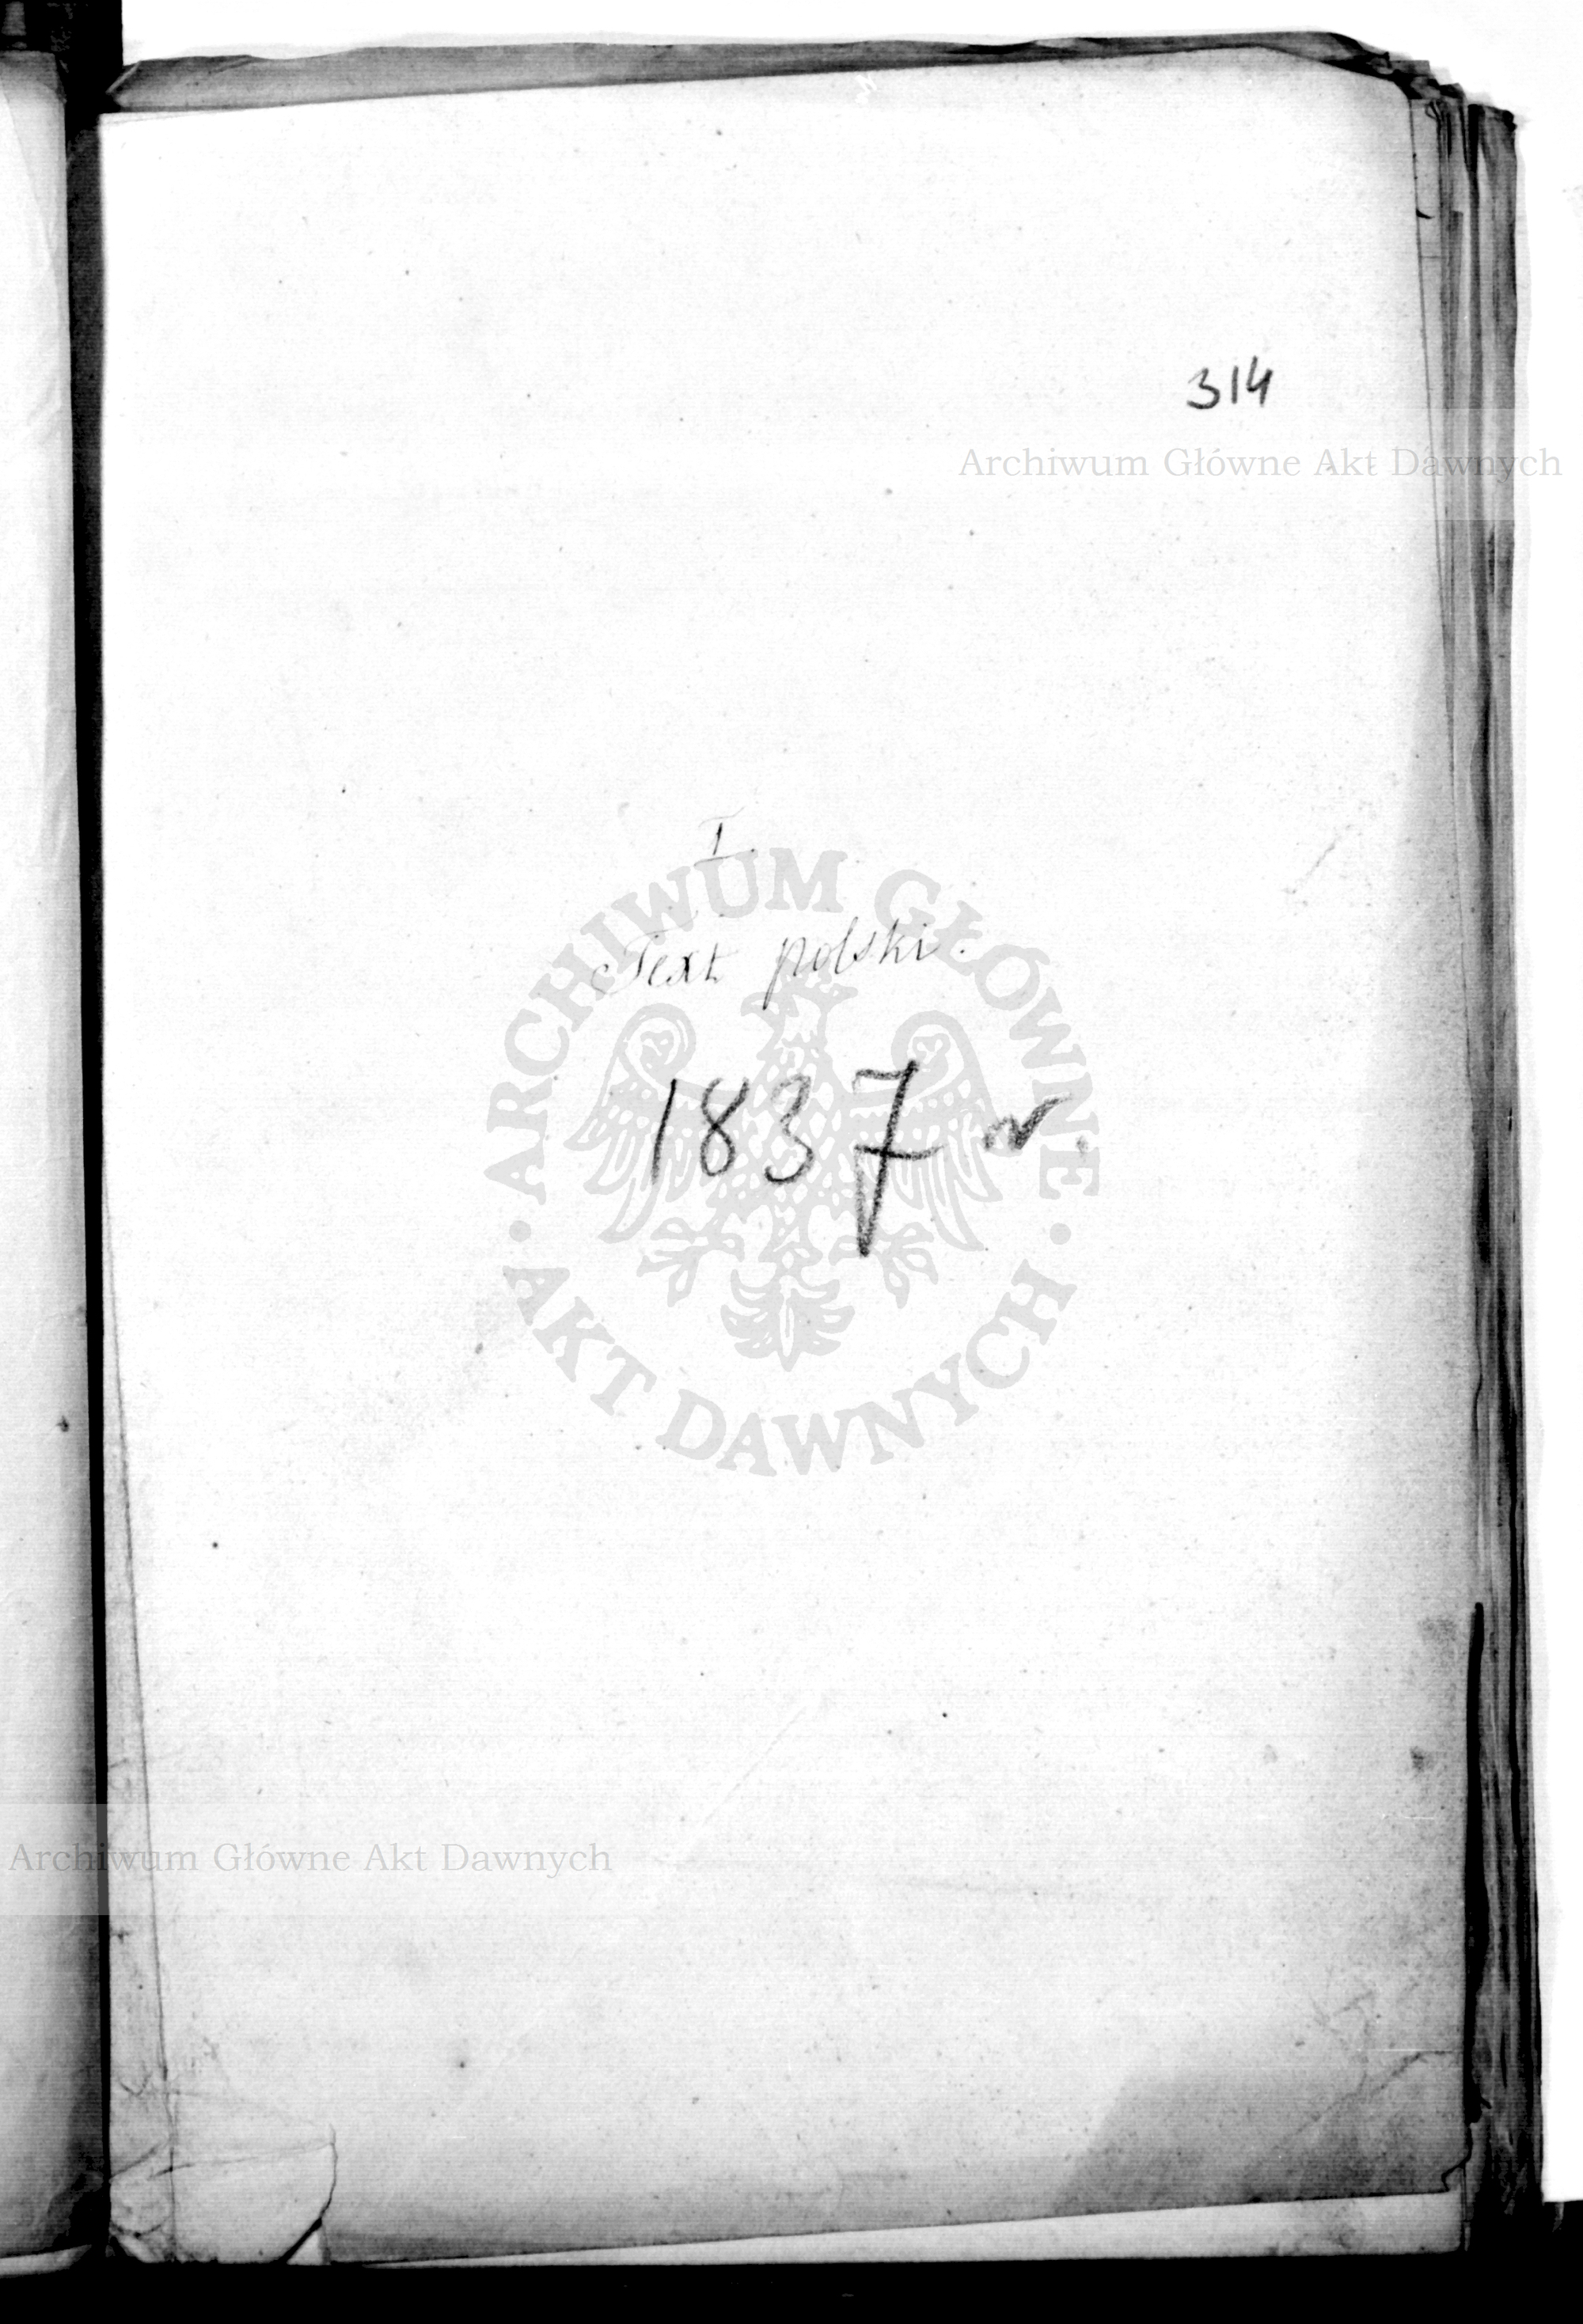 314
Archiwum Główne Akt Dawnych
I.
Text polski.
1837 r.
ARCHIWUM GŁÓWNE
AKT DAWNYCH
Archiwum Główne Akt Dawnych